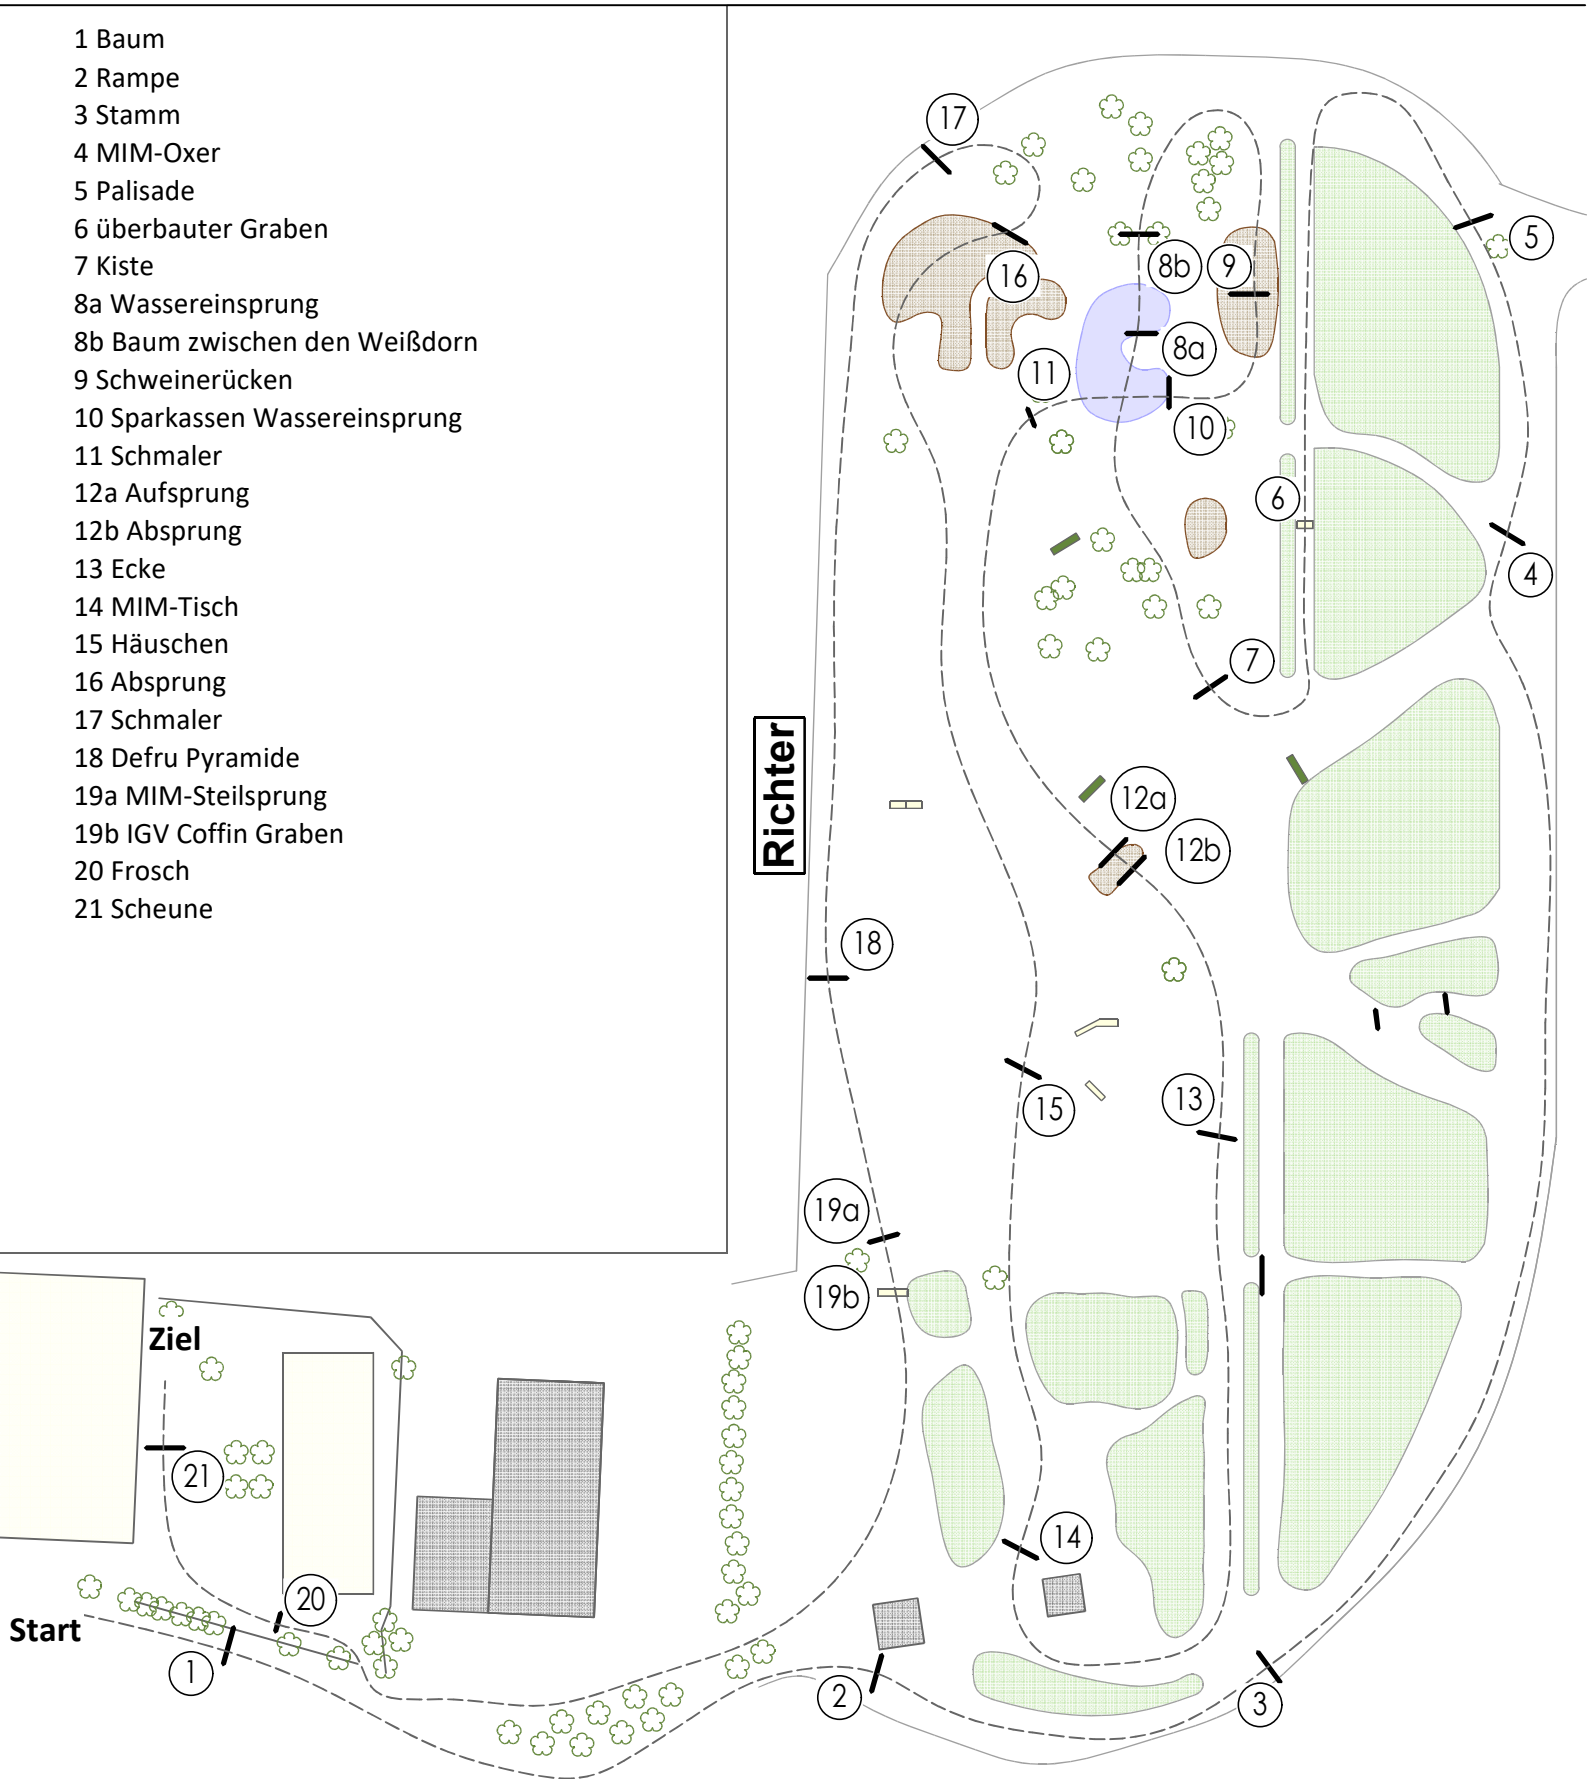 1 Baum
2 Rampe
3 Stamm
4 MIM-Oxer
5 Palisade
6 überbauter Graben
7 Kiste
8a Wassereinsprung
8b Baum zwischen den Weißdorn
9 Schweinerücken
10 Sparkassen Wassereinsprung
11 Schmaler
12a Aufsprung
12b Absprung
13 Ecke
14 MIM-Tisch
15 Häuschen
16 Absprung
17 Schmaler
18 Defru Pyramide
19a MIM-Steilsprung
19b IGV Coffin Graben
20 Frosch
21 Scheune
17
5
8b
9
16
8a
11
10
6
4
7
Richter
12a
12b
18
15
13
19a
19b
Ziel
21
14
20
Start
1
2
3